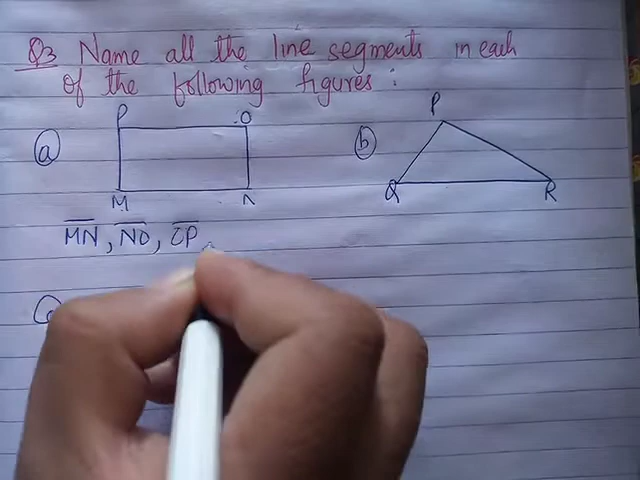 Q3 Name all the line segments in each
of the following figures :
a P O b P
M N Q R
MN, NO, OP,